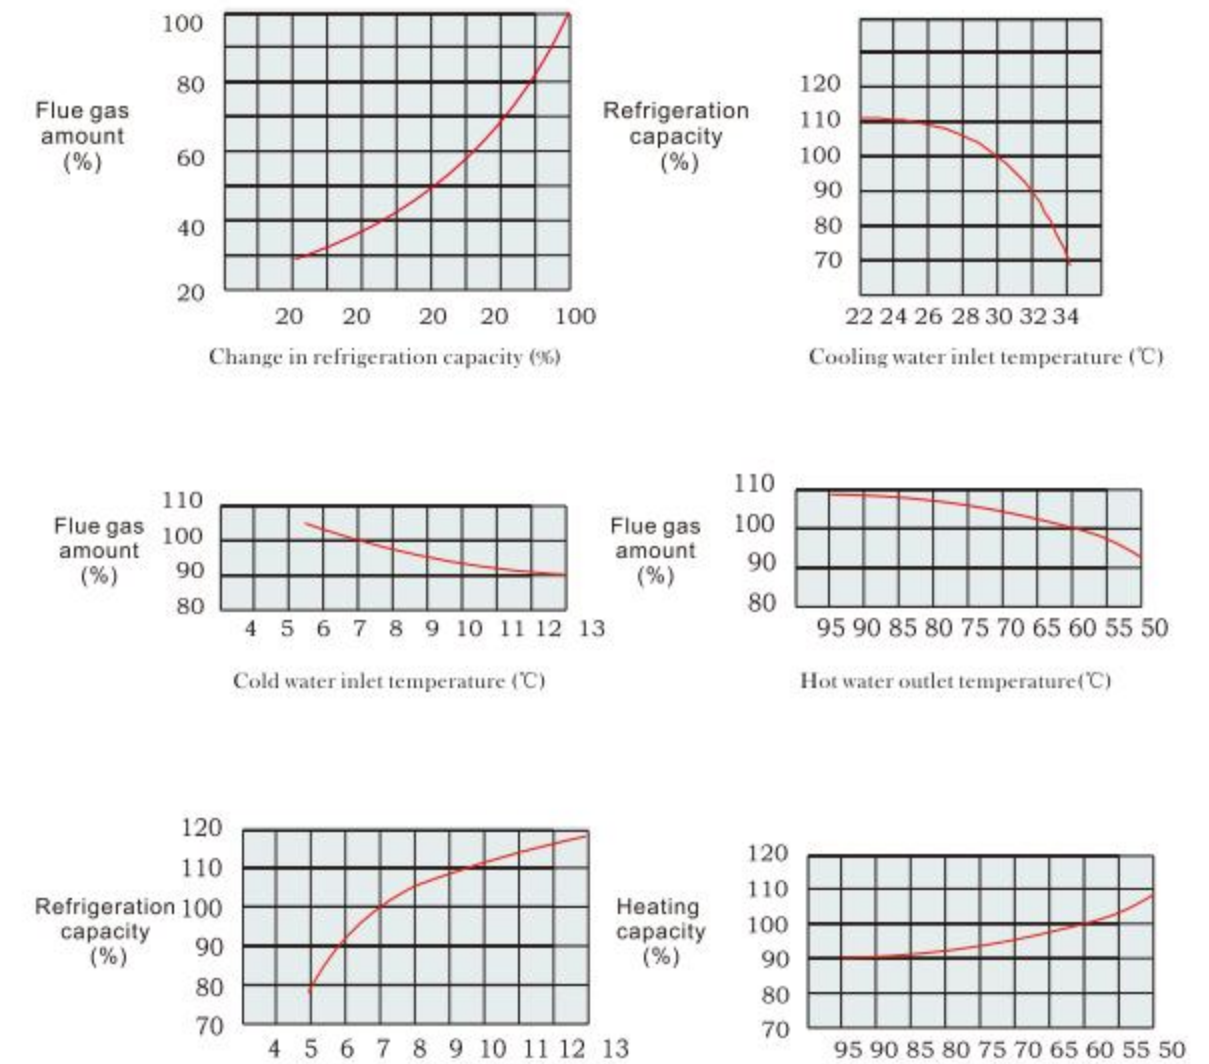 100
80
60
40
20
Flue gas
amount
(%)
20 20 20 20 100
Change in refrigeration capacity (%)
Refrigeration
capacity
(%)
120
110
100
90
80
70
22 24 26 28 30 32 34
Cooling water inlet temperature (℃)
Flue gas
amount
(%)
110
100
90
80
4 5 6 7 8 9 10 11 12 13
Cold water inlet temperature (℃)
Flue gas
amount
(%)
110
100
90
80
95 90 85 80 75 70 65 60 55 50
Hot water outlet temperature(℃)
Refrigeration
capacity
(%)
120
110
100
90
80
70
4 5 6 7 8 9 10 11 12 13
Heating
capacity
(%)
120
110
100
90
80
70
95 90 85 80 75 70 65 60 55 50